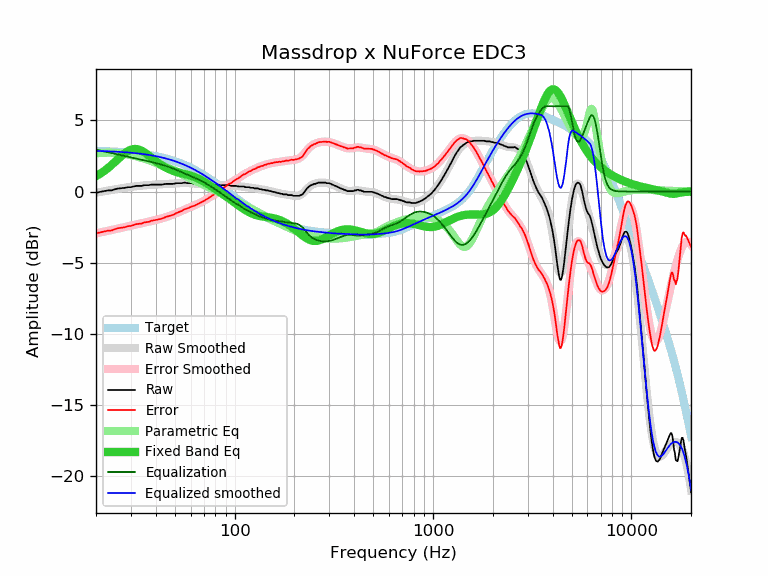 Massdrop x NuForce EDC3
Amplitude (dBr)
5
0
−5
−10
−15
−20
Target
Raw Smoothed
Error Smoothed
Raw
Error
Parametric Eq
Fixed Band Eq
Equalization
Equalized smoothed
100
1000
10000
Frequency (Hz)